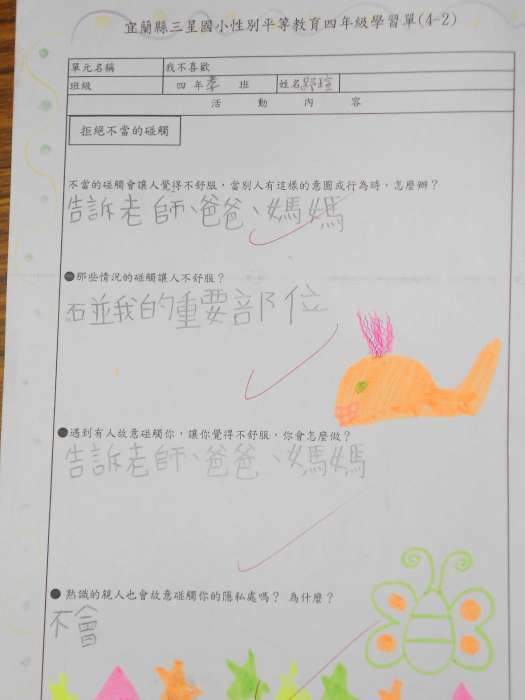 宜蘭縣三星國小性別平等教育四年級學習單(4-2)
單元名稱 我不喜歡
班級 四年 班 姓名
活動內容
拒絕不當的碰觸
不當的碰觸會讓人覺得不舒服,當別人有這樣的意圖或行為時,怎麼辦?
告訴老師、爸爸、媽媽
●那些情況的碰觸讓人不舒服?
碰我的重要部位
●遇到有人故意碰觸你,讓你覺得不舒服,你會怎麼做?
告訴老師、爸爸、媽媽
● 熟識的親人也會故意碰觸你的隱私處嗎? 為什麼?
不會